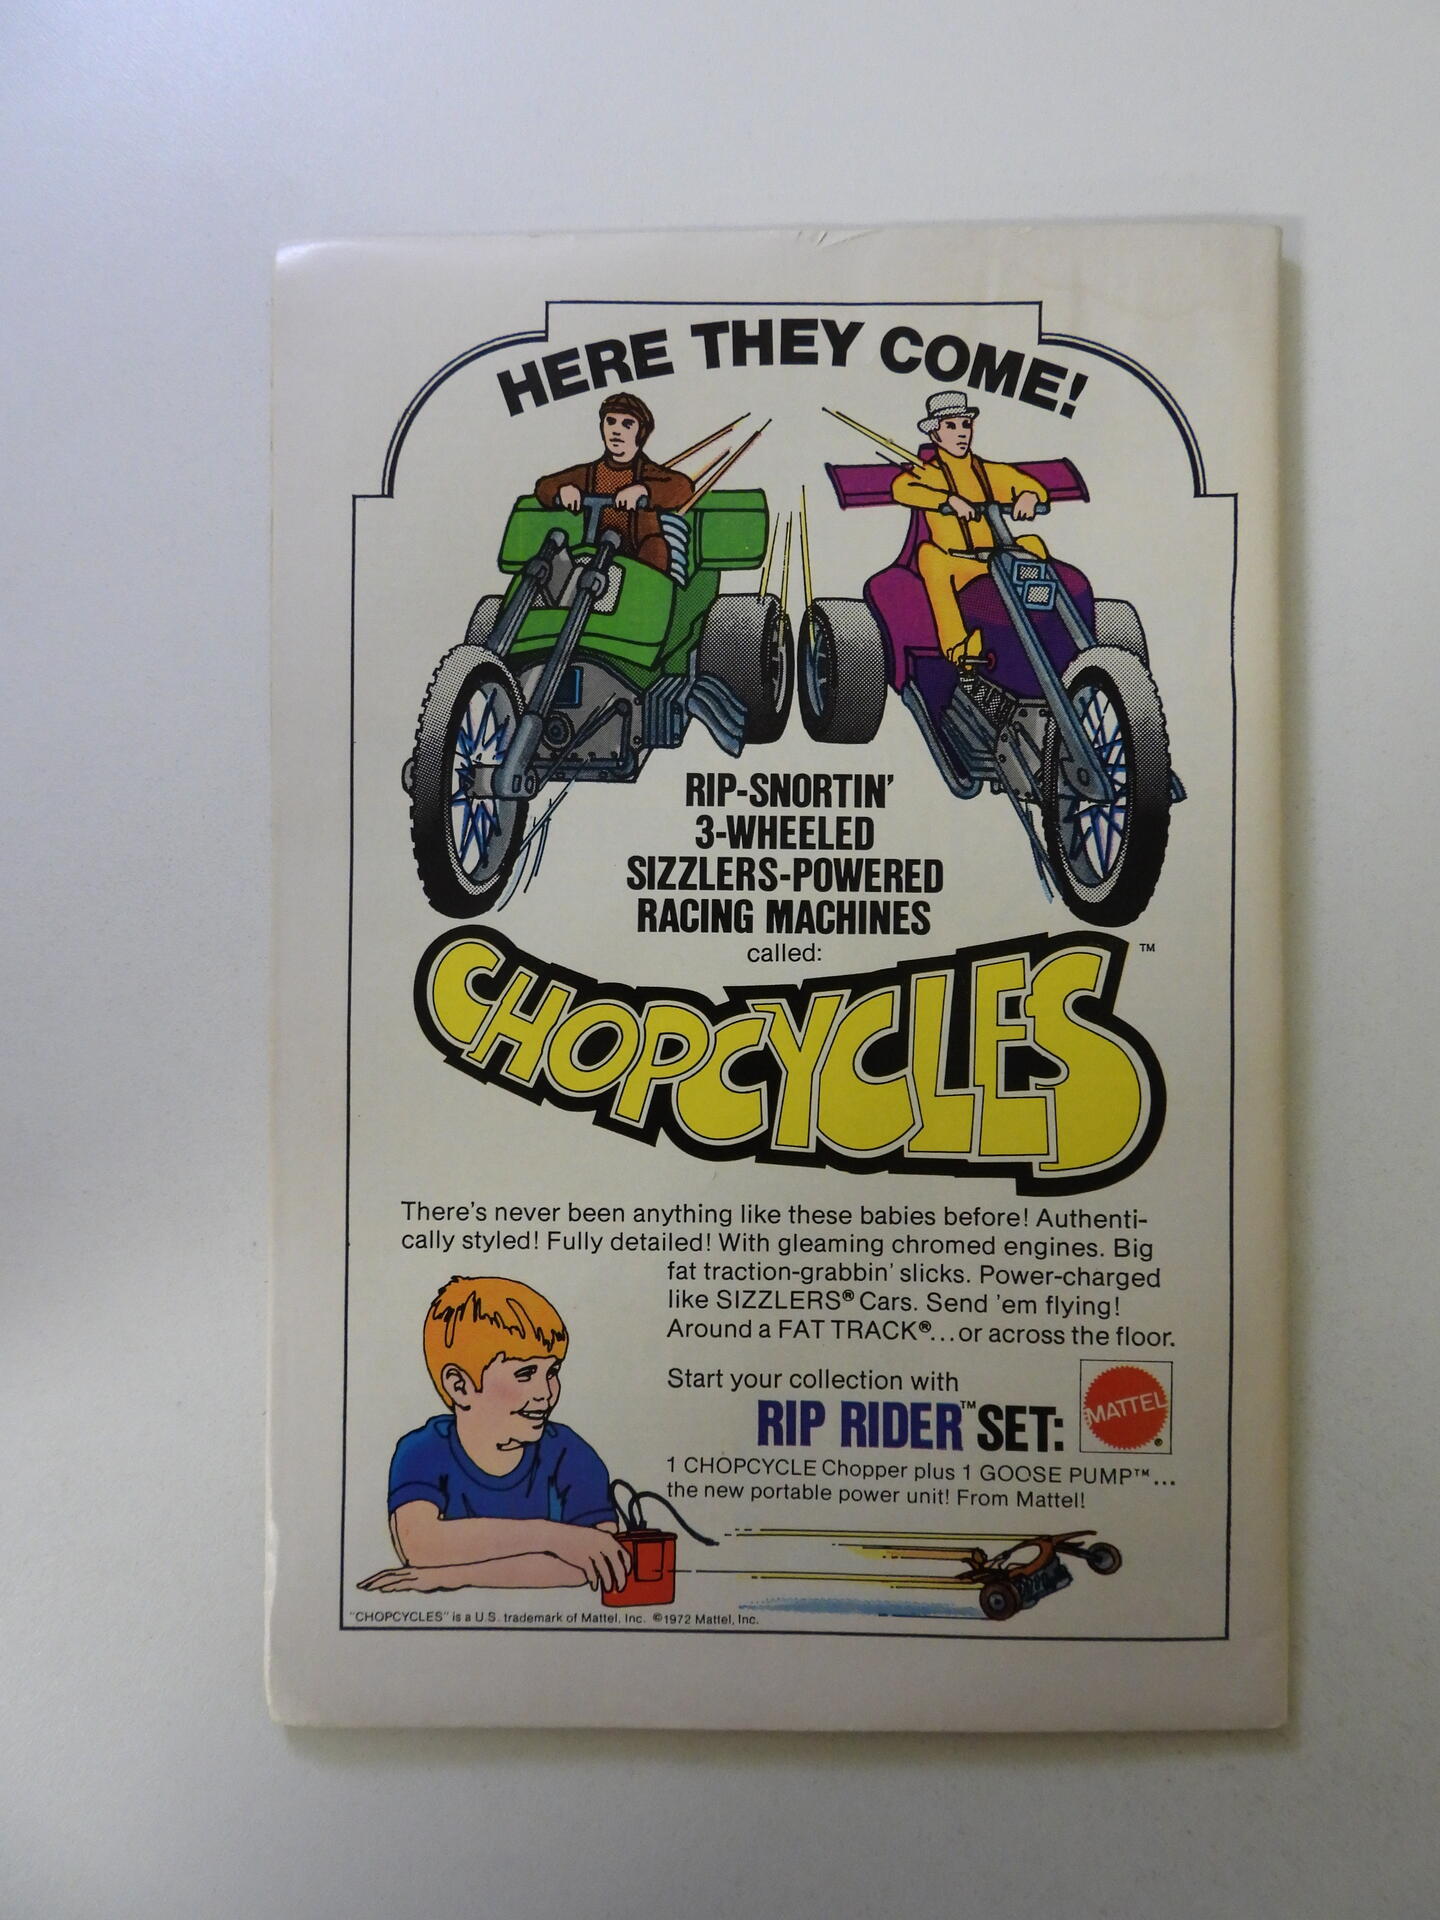 HERE THEY COME!
RIP-SNORTIN'
3-WHEELED
SIZZLERS-POWERED
RACING MACHINES
called:
CHOPCYCLES™
There's never been anything like these babies before! Authenti-
cally styled! Fully detailed! With gleaming chromed engines. Big
fat traction-grabbin' slicks. Power-charged
like SIZZLERS® Cars. Send 'em flying!
Around a FAT TRACK®...or across the floor.
Start your collection with
RIP RIDER™ SET:
MATTEL®
1 CHOPCYCLE Chopper plus 1 GOOSE PUMP™...
the new portable power unit! From Mattel!
"CHOPCYCLES" is a U.S. trademark of Mattel, Inc. ©1972 Mattel, Inc.